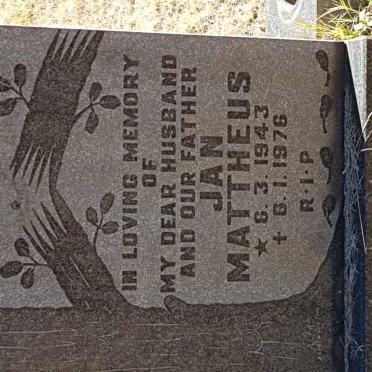 IN LOVING MEMORY
OF
MY DEAR HUSBAND
AND OUR FATHER
JAN
MATTHEUS
★ 6.3.1943
+ 6.1.1976
R·I·P